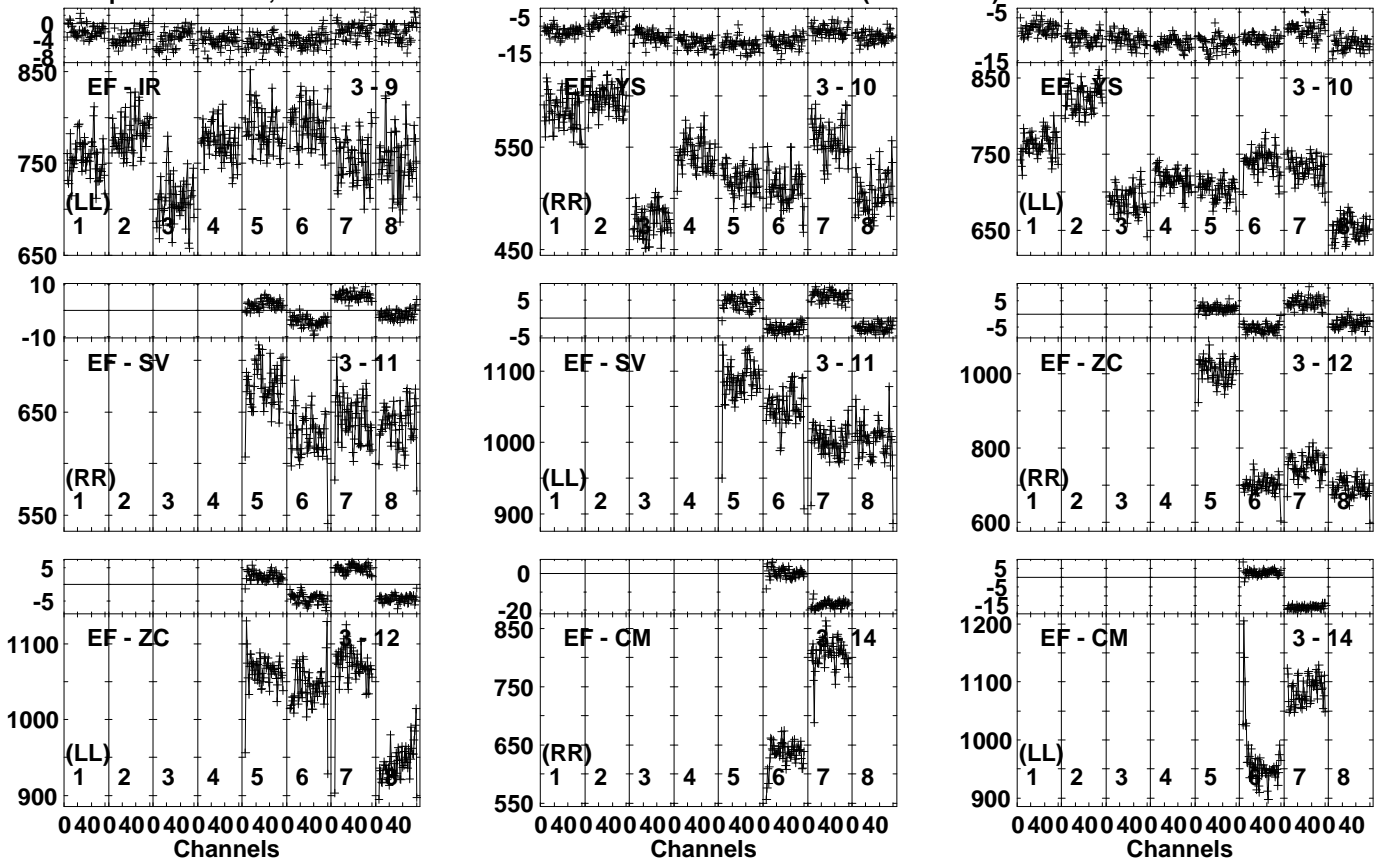 0 -4 -8
850 750 650
EF - IR 3 - 9
(LL)
1 2 3 4 5 6 7 8
-5 -15
550 450
EF - YS 3 - 10
(RR)
1 2 3 4 5 6 7 8
-5 -15
850 750 650
EF - YS 3 - 10
(LL)
1 2 3 4 5 6 7 8
10 -10
650 550
EF - SV 3 - 11
(RR)
1 2 3 4 5 6 7 8
5 -5
1100 1000 900
EF - SV 3 - 11
(LL)
1 2 3 4 5 6 7 8
5 -5
1000 800 600
EF - ZC 3 - 12
(RR)
1 2 3 4 5 6 7 8
5 -5
1100 1000 900
EF - ZC 3 - 12
(LL)
1 2 3 4 5 6 7 8
0 40 0 40 0 40 0 40 0 40 0 40 0 40 0 40
Channels
0 -20
850 750 650 550
EF - CM 3 - 14
(RR)
1 2 3 4 5 6 7 8
0 40 0 40 0 40 0 40 0 40 0 40 0 40 0 40
Channels
5 -5 -15
1200 1100 1000 900
EF - CM 3 - 14
(LL)
1 2 3 4 5 6 7 8
0 40 0 40 0 40 0 40 0 40 0 40 0 40 0 40
Channels